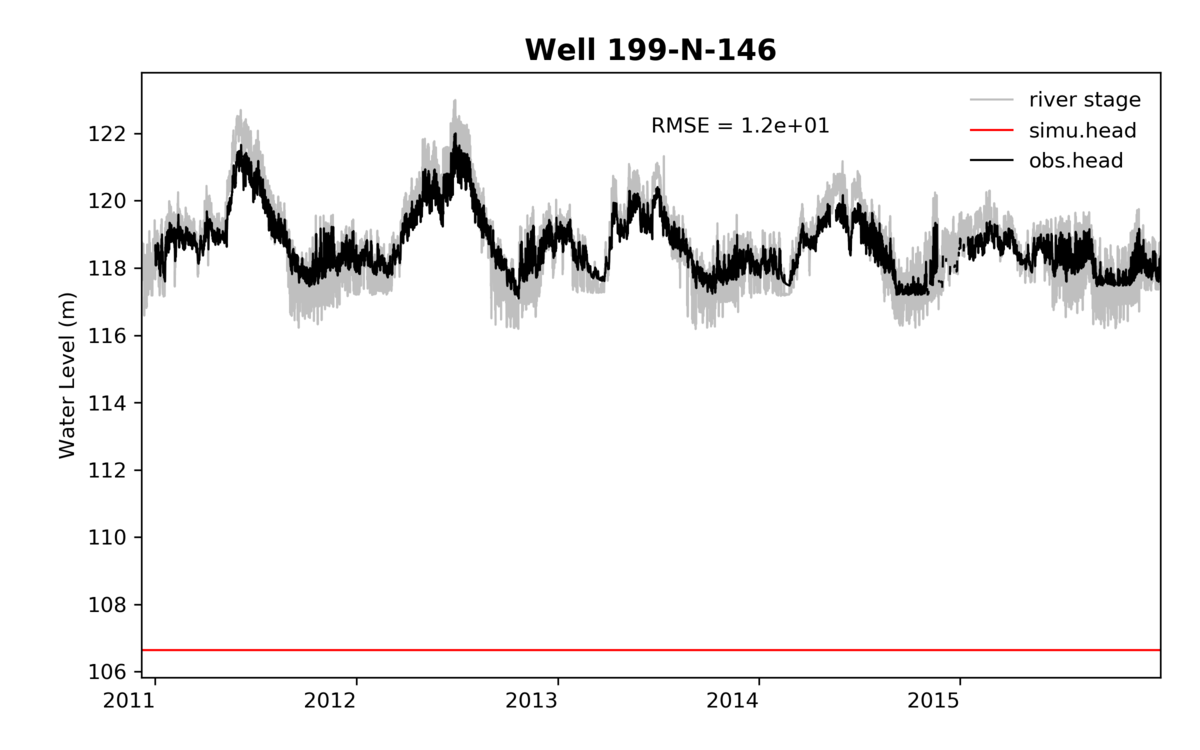 Well 199-N-146
RMSE = 1.2e+01
river stage
simu.head
obs.head
Water Level (m)
122
120
118
116
114
112
110
108
106
2011 2012 2013 2014 2015